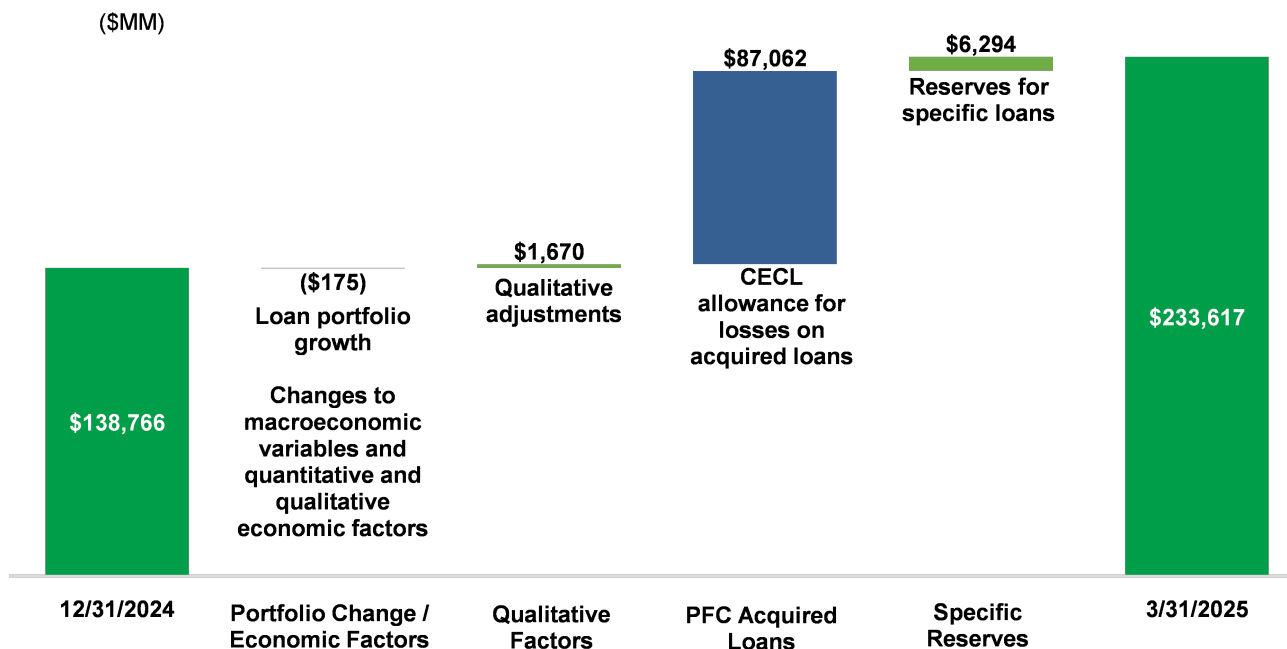 ($MM)
$138,766
12/31/2024
($175)
Loan portfolio
growth
Changes to
macroeconomic
variables and
quantitative and
qualitative
economic factors
Portfolio Change /
Economic Factors
$1,670
Qualitative
adjustments
Qualitative
Factors
$87,062
CECL
allowance for
losses on
acquired loans
PFC Acquired
Loans
$6,294
Reserves for
specific loans
Specific
Reserves
$233,617
3/31/2025